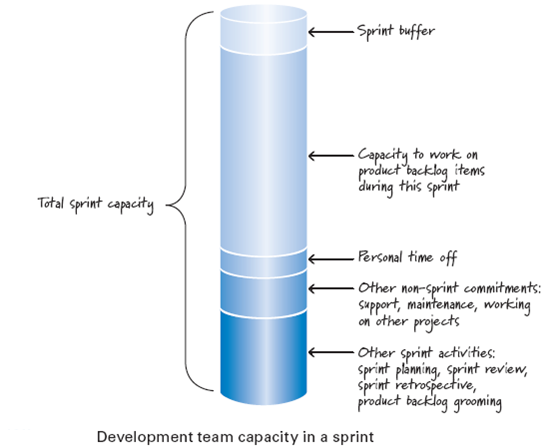 Sprint buffer
Capacity to work on
product backlog items
during this sprint
Total sprint capacity
Personal time off
Other non-sprint commitments:
support, maintenance, working
on other projects
Other sprint activities:
sprint planning, sprint review,
sprint retrospective,
product backlog grooming
Development team capacity in a sprint